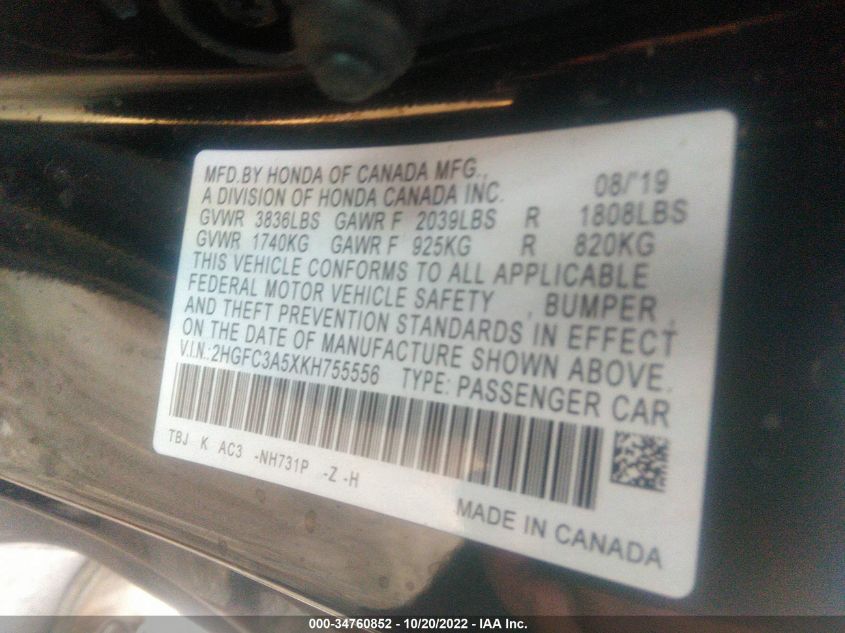 MFD.BY HONDA OF CANADA MFG., 08/'19
A DIVISION OF HONDA CANADA INC.
GVWR 3836LBS GAWR F 2039LBS R 1808LBS
GVWR 1740KG GAWR F 925KG R 820KG
THIS VEHICLE CONFORMS TO ALL APPLICABLE
FEDERAL MOTOR VEHICLE SAFETY , BUMPER ,
AND THEFT PREVENTION STANDARDS IN EFFECT
ON THE DATE OF MANUFACTURE SHOWN ABOVE.
V.I.N.:2HGFC3A5XKH755556 TYPE: PASSENGER CAR
TBJ K AC3 -NH731P -Z -H
MADE IN CANADA
000-34760852 - 10/20/2022 - IAA Inc.